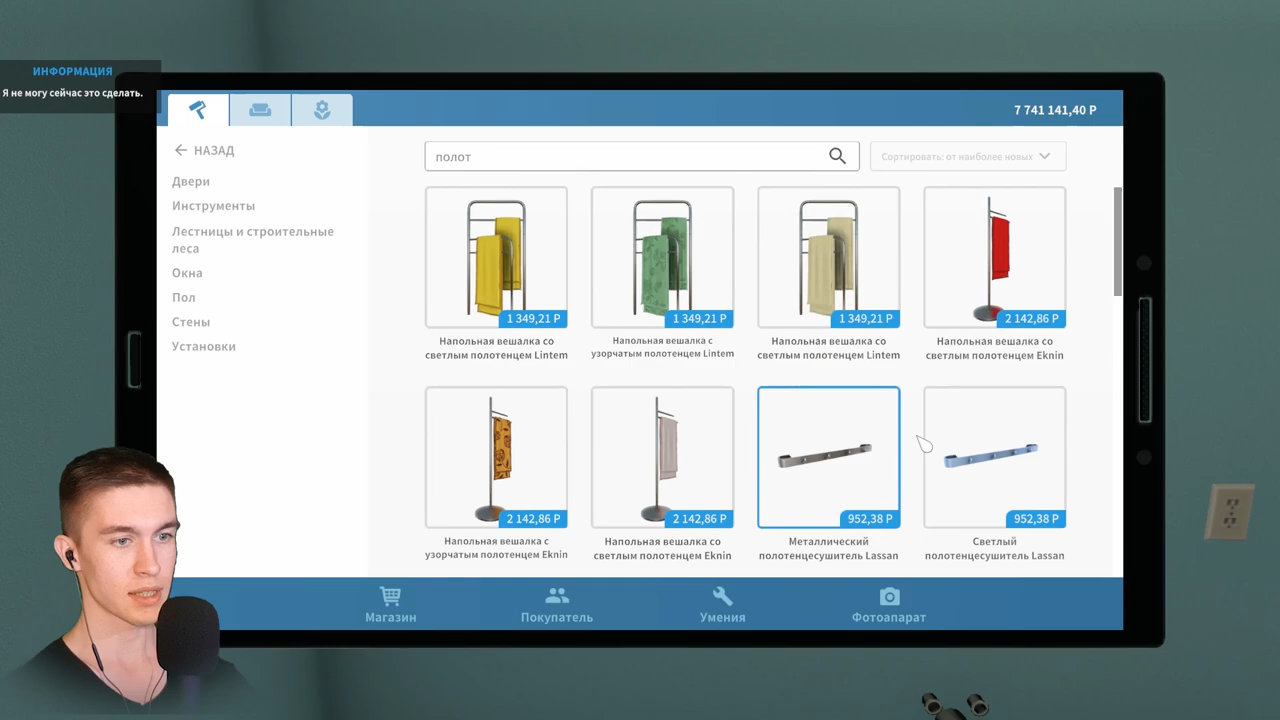 ИНФОРМАЦИЯ
Я не могу сейчас это сделать.
7 741 141,40 Р
НАЗАД
Двери
Инструменты
Лестницы и строительные
леса
Окна
Пол
Стены
Установки
полот
Сортировать: от наиболее новых
1 349,21 Р
1 349,21 Р
1 349,21 Р
2 142,86 Р
Напольная вешалка со
светлым полотенцем Lintem
Напольная вешалка с
узорчатым полотенцем Lintem
Напольная вешалка со
светлым полотенцем Lintem
Напольная вешалка со
светлым полотенцем Eknin
2 142,86 Р
2 142,86 Р
952,38 Р
952,38 Р
Напольная вешалка с
узорчатым полотенцем Eknin
Напольная вешалка со
светлым полотенцем Eknin
Металлический
полотенцесушитель Lassan
Светлый
полотенцесушитель Lassan
Магазин
Покупатель
Умения
Фотоапарат